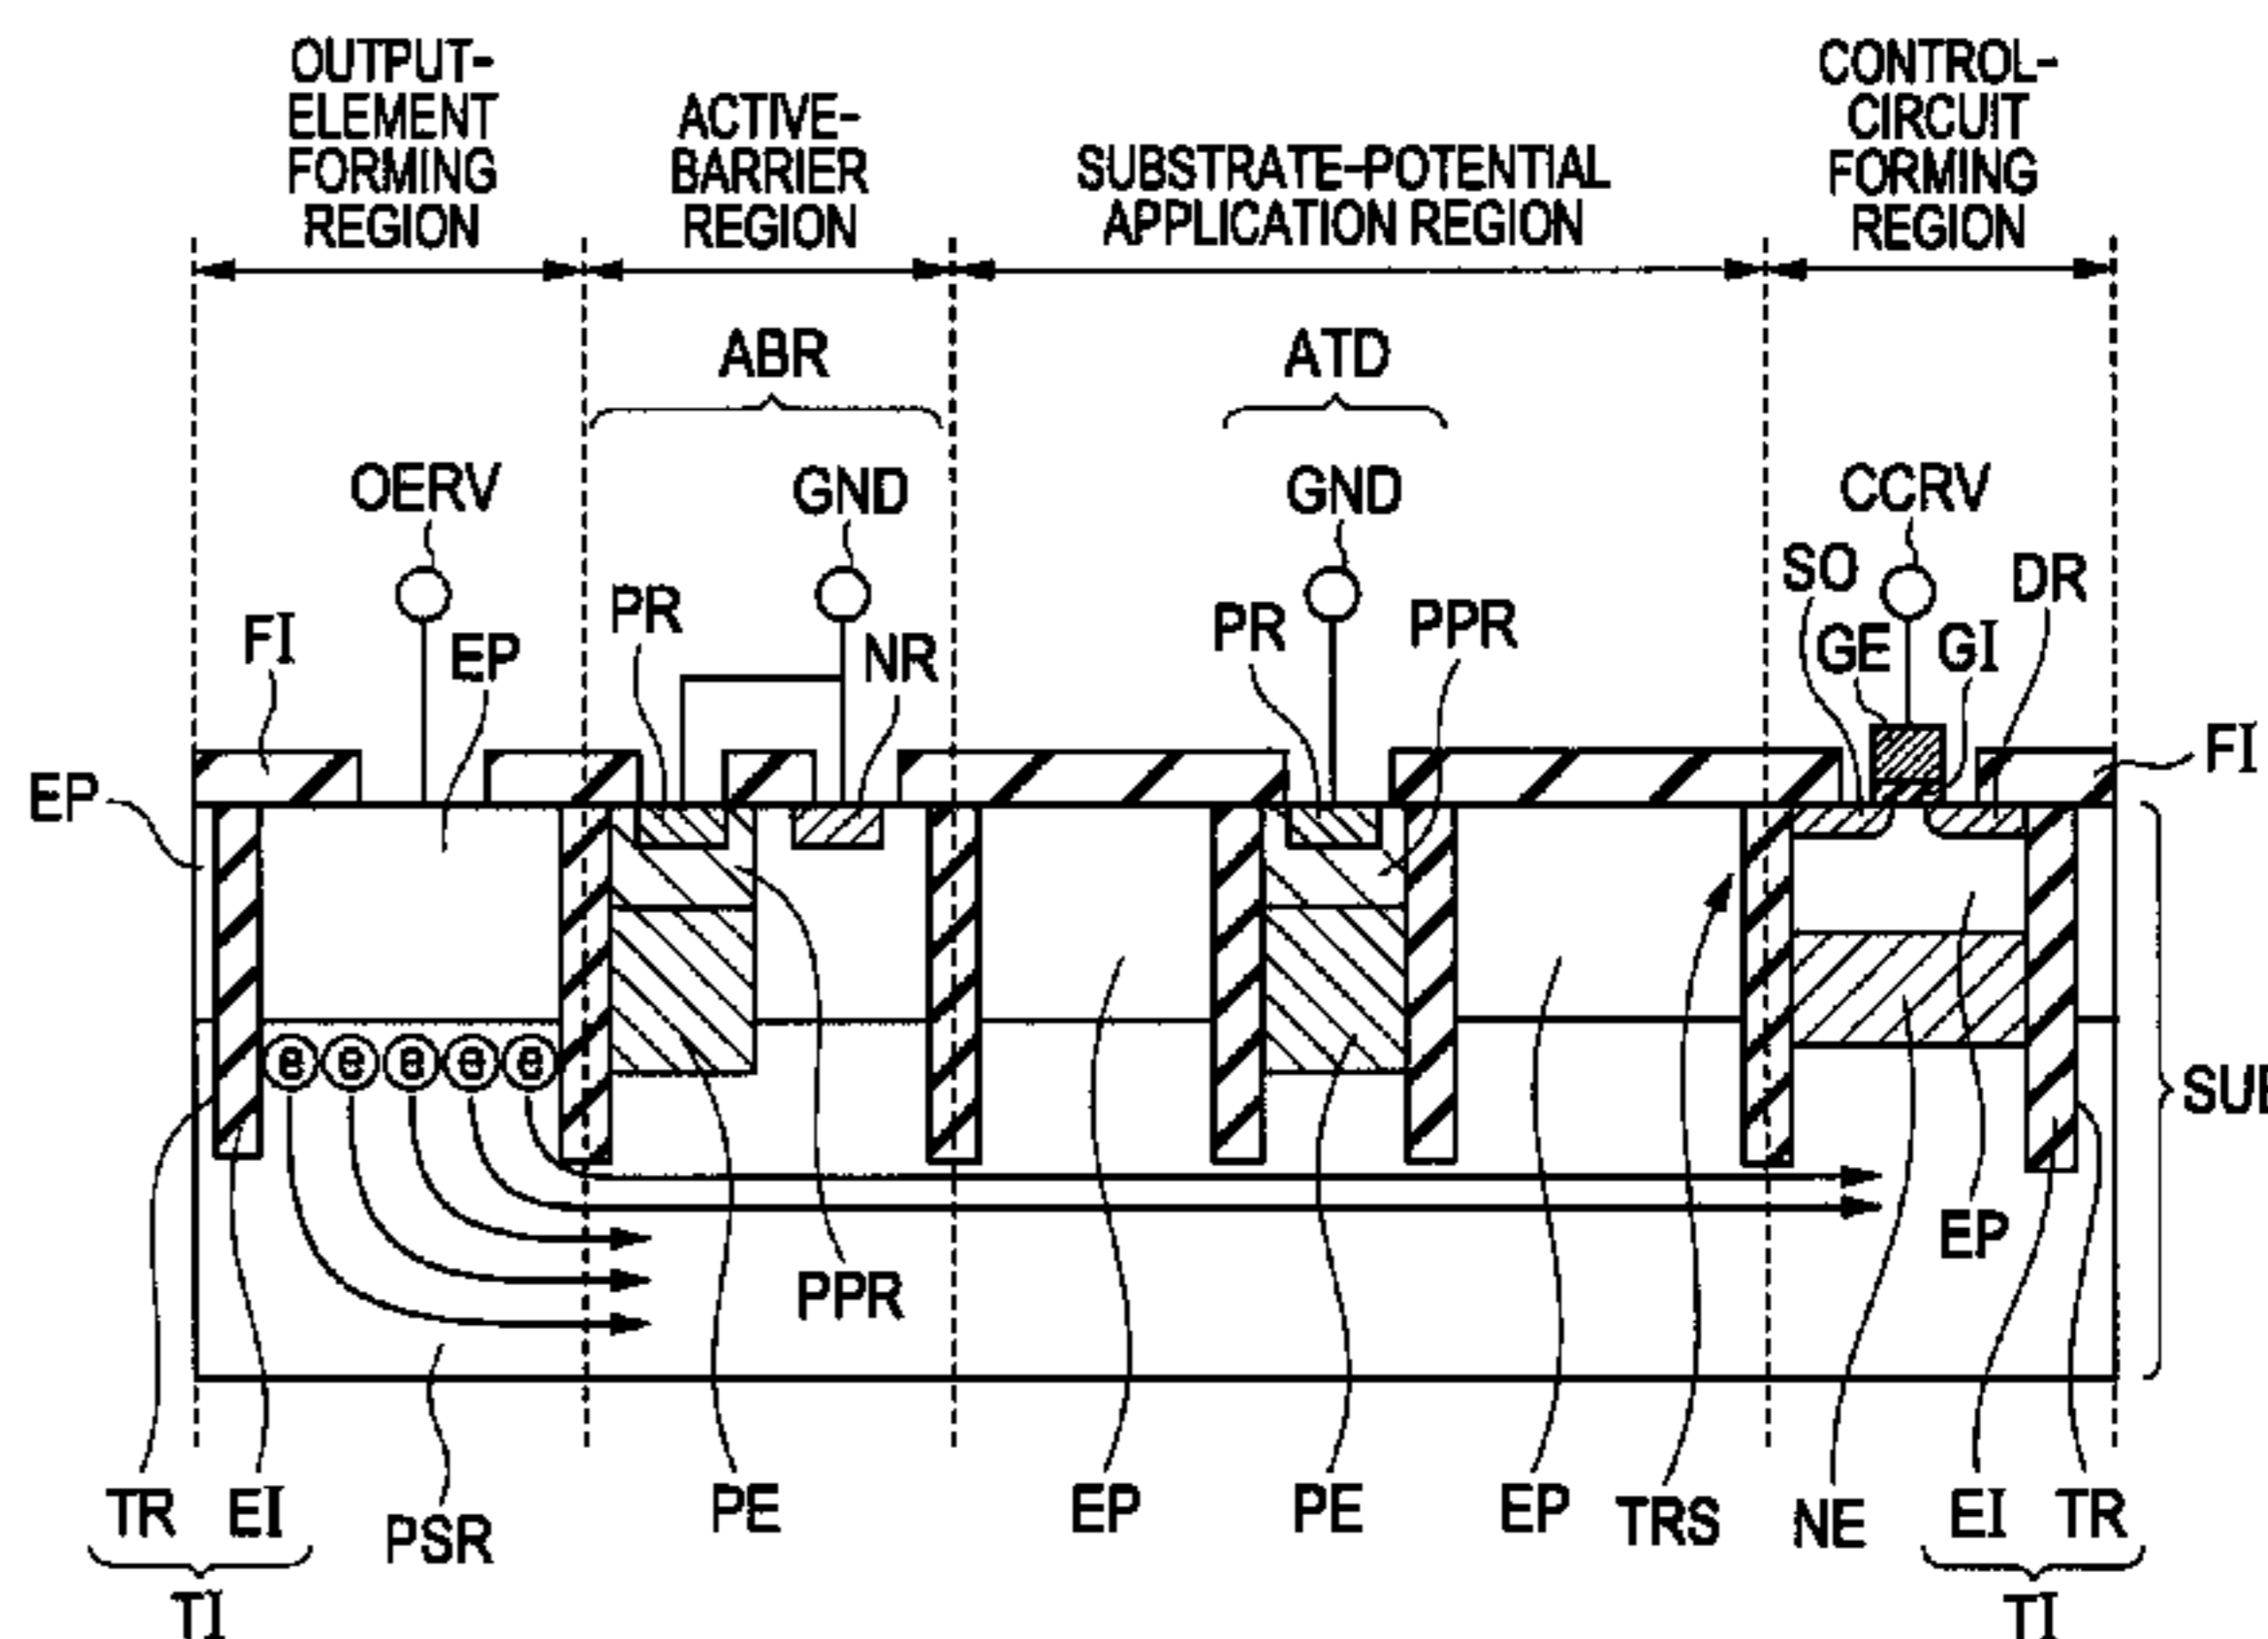 OUTPUT-
ELEMENT
FORMING
REGION
ACTIVE-
BARRIER
REGION
SUBSTRATE-POTENTIAL
APPLICATION REGION
CONTROL-
CIRCUIT
FORMING
REGION
ABR
ATD
OERV
GND
GND
CCRV
SO
DR
PR
PR
PPR
FI
EP
NR
GE
GI
FI
EP
e e e e e
SUB
EP
PPR
TR
EI
PSR
PE
EP
PE
EP
TRS
NE
EI
TR
TI
TI